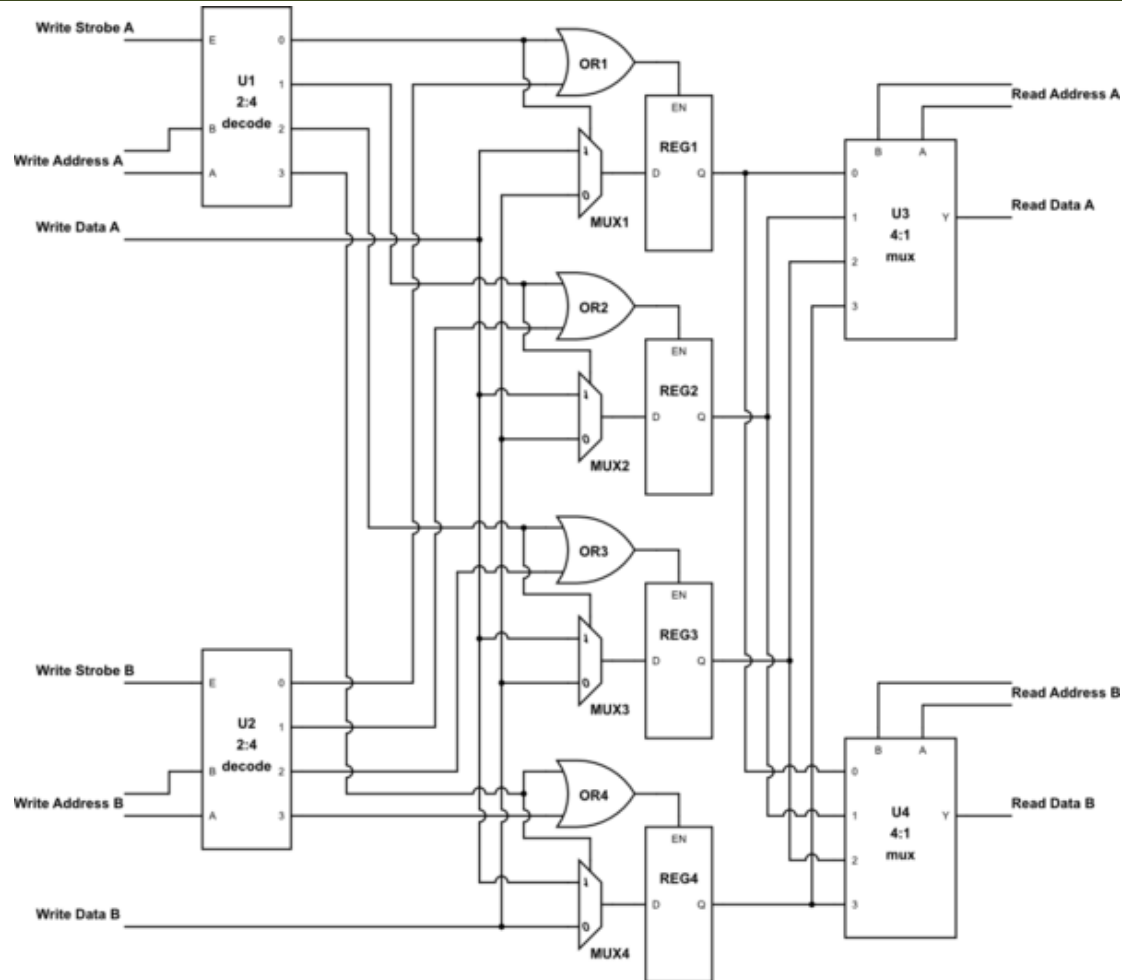 Write Strobe A
E
0
U1
2:4
decode
1
B
2
Write Address A
A
3
Write Data A
OR1
EN
REG1
1
D
Q
0
MUX1
Read Address A
B
A
0
1
U3
4:1
mux
Y
Read Data A
2
3
OR2
EN
REG2
1
D
Q
0
MUX2
OR3
EN
REG3
1
D
Q
0
MUX3
Write Strobe B
E
0
U2
2:4
decode
1
B
2
Write Address B
A
3
Write Data B
OR4
EN
REG4
1
D
Q
0
MUX4
Read Address B
B
A
0
1
U4
4:1
mux
Y
Read Data B
2
3